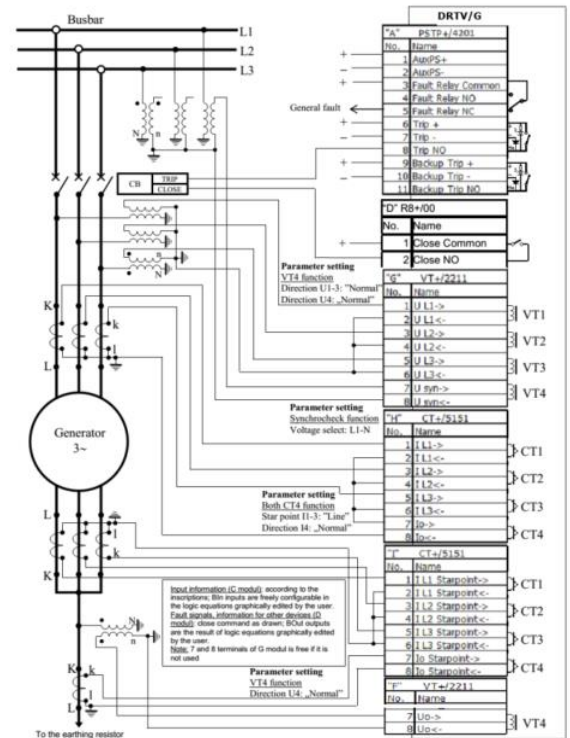 Busbar
L1
L2
L3
N
n
General fault
CB
TRIP
CLOSE
n
N
Parameter setting
VT4 function
Direction U1-3: "Normal"
Direction U4: „Normal"
K
k
l
L
Generator
3~
Parameter setting
Synchrocheck function
Voltage select: L1-N
Parameter setting
Both CT4 function
Star point I1-3: "Line"
Direction I4: „Normal"
L
l
k
K
Input information (C modul): according to the
inscriptions; BIn inputs are freely configurable in
the logic equations graphically edited by the user.
Fault signals, information for other devices (D
modul): close command as drawn; BOut outputs
are the result of logic equations graphically edited
by the user.
Note: 7 and 8 terminals of G modul is free if it is
not used
N
n
Parameter setting
VT4 function
Direction U4: „Normal"
K
k
l
L
To the earthing resistor
DRTV/G
"A" PSTP+/4201
No. Name
+ 1 AuxPS+
− 2 AuxPS-
3 Fault Relay Common
4 Fault Relay NO
5 Fault Relay NC
+ 6 Trip +
− 7 Trip -
8 Trip NO
+ 9 Backup Trip +
− 10 Backup Trip -
11 Backup Trip NO
"D" R8+/00
No. Name
+ 1 Close Common
2 Close NO
"G" VT+/2211
No. Name
1 U L1->
2 U L1<-
3 U L2->
4 U L2<-
5 U L3->
6 U L3<-
7 U syn->
8 U syn<-
VT1
VT2
VT3
VT4
"H" CT+/5151
No. Name
1 I L1->
2 I L1<-
3 I L2->
4 I L2<-
5 I L3->
6 I L3<-
7 Io->
8 Io<-
CT1
CT2
CT3
CT4
"I" CT+/5151
No. Name
1 I L1 Starpoint->
2 I L1 Starpoint<-
3 I L2 Starpoint->
4 I L2 Starpoint<-
5 I L3 Starpoint->
6 I L3 Starpoint<-
7 Io Starpoint->
8 Io Starpoint<-
CT1
CT2
CT3
CT4
"F" VT+/2211
No. Name
7 Uo->
8 Uo<-
VT4